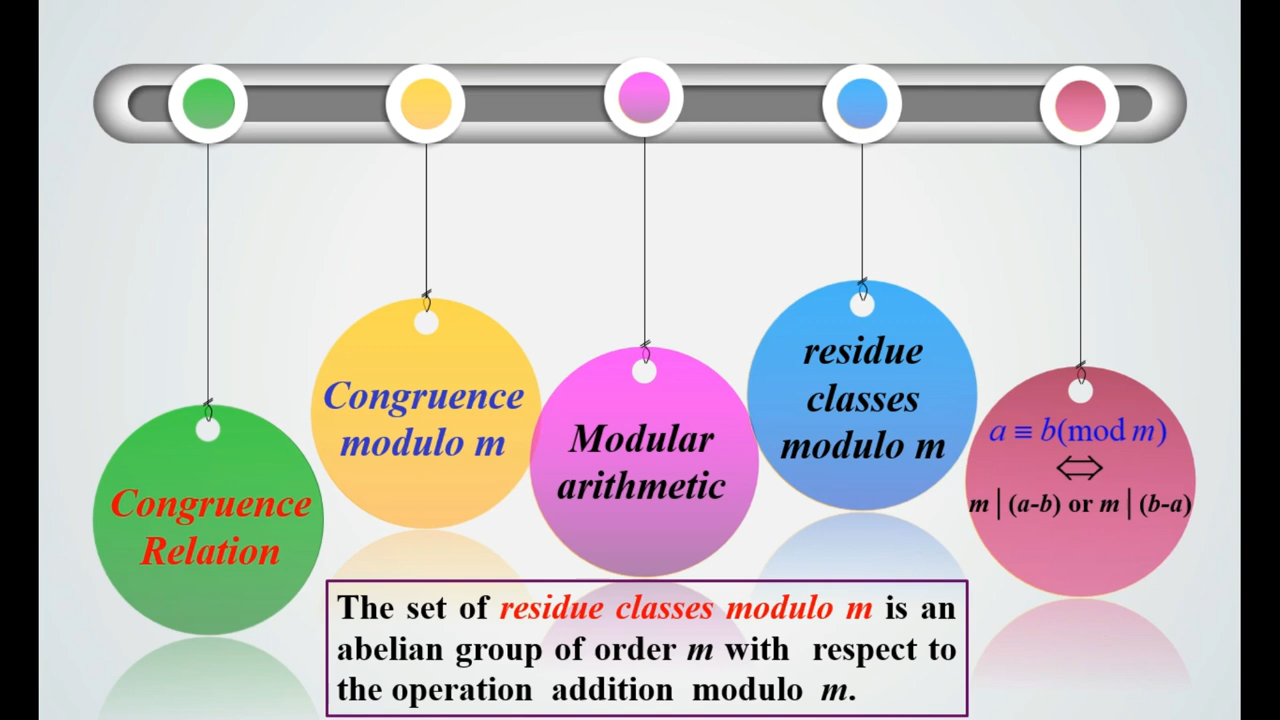 Congruence
Relation
Congruence
modulo m
Modular
arithmetic
residue
classes
modulo m
a ≡ b(mod m)
⇔
m | (a-b) or m | (b-a)
The set of residue classes modulo m is an
abelian group of order m with respect to
the operation addition modulo m.